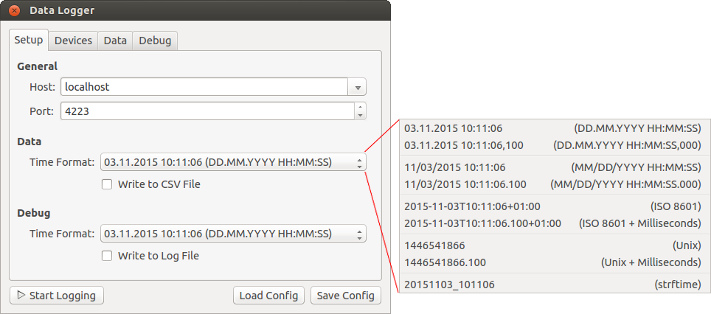 Data Logger
Setup Devices Data Debug
General
Host: localhost
Port: 4223
Data
Time Format: 03.11.2015 10:11:06 (DD.MM.YYYY HH:MM:SS)
Write to CSV File
Debug
Time Format: 03.11.2015 10:11:06 (DD.MM.YYYY HH:MM:SS)
Write to Log File
Start Logging Load Config Save Config
03.11.2015 10:11:06 (DD.MM.YYYY HH:MM:SS)
03.11.2015 10:11:06,100 (DD.MM.YYYY HH:MM:SS,000)
11/03/2015 10:11:06 (MM/DD/YYYY HH:MM:SS)
11/03/2015 10:11:06.100 (MM/DD/YYYY HH:MM:SS.000)
2015-11-03T10:11:06+01:00 (ISO 8601)
2015-11-03T10:11:06.100+01:00 (ISO 8601 + Milliseconds)
1446541866 (Unix)
1446541866.100 (Unix + Milliseconds)
20151103_101106 (strftime)